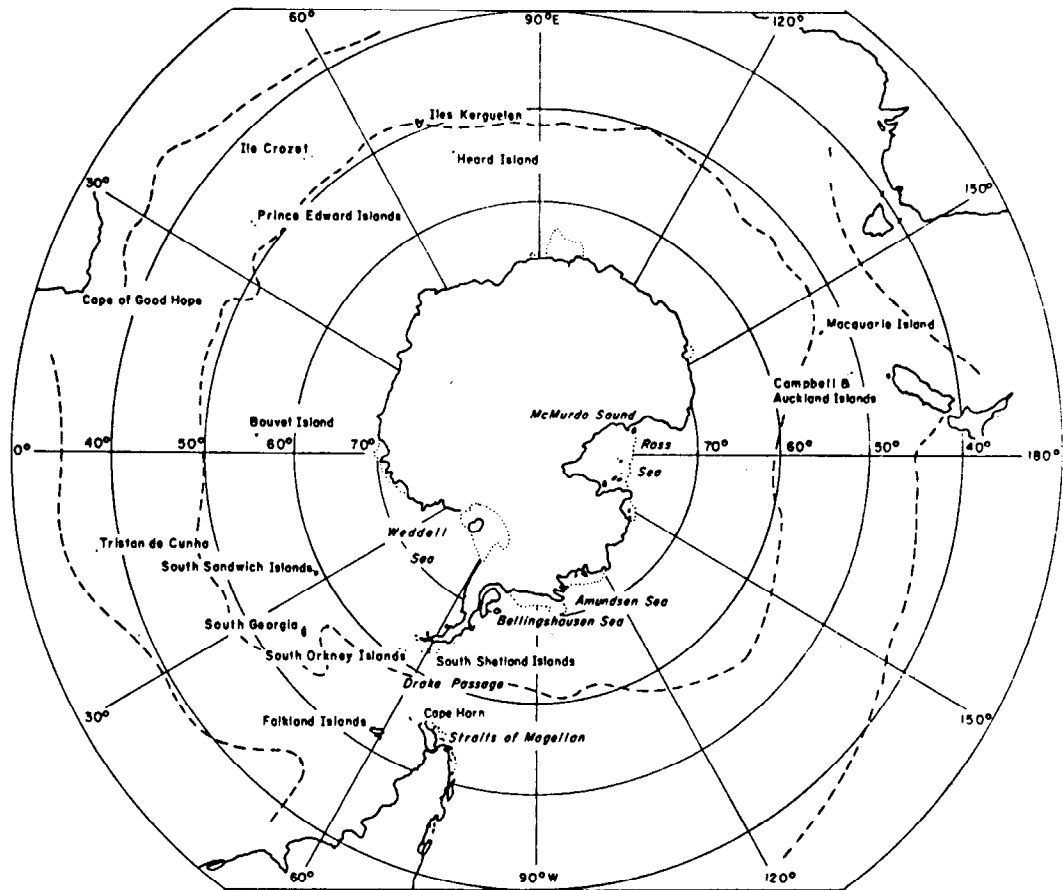 60°
90°E
120°
Iles Kerguelen
Ile Crozet
Heard Island
30°
150°
Prince Edward Islands
Cape of Good Hope
Macquarie Island
Campbell &
Auckland Islands
McMurdo Sound
Bouvet Island
Ross
Sea
0°
40°
50°
60°
70°
70°
60°
50°
40°
180°
Weddell
Sea
Tristan de Cunha
South Sandwich Islands
Amundsen Sea
Bellingshausen Sea
South Georgia
South Orkney Islands
South Shetland Islands
Drake Passage
30°
Falkland Islands
Cape Horn
150°
Straits of Magellan
60°
90°W
120°